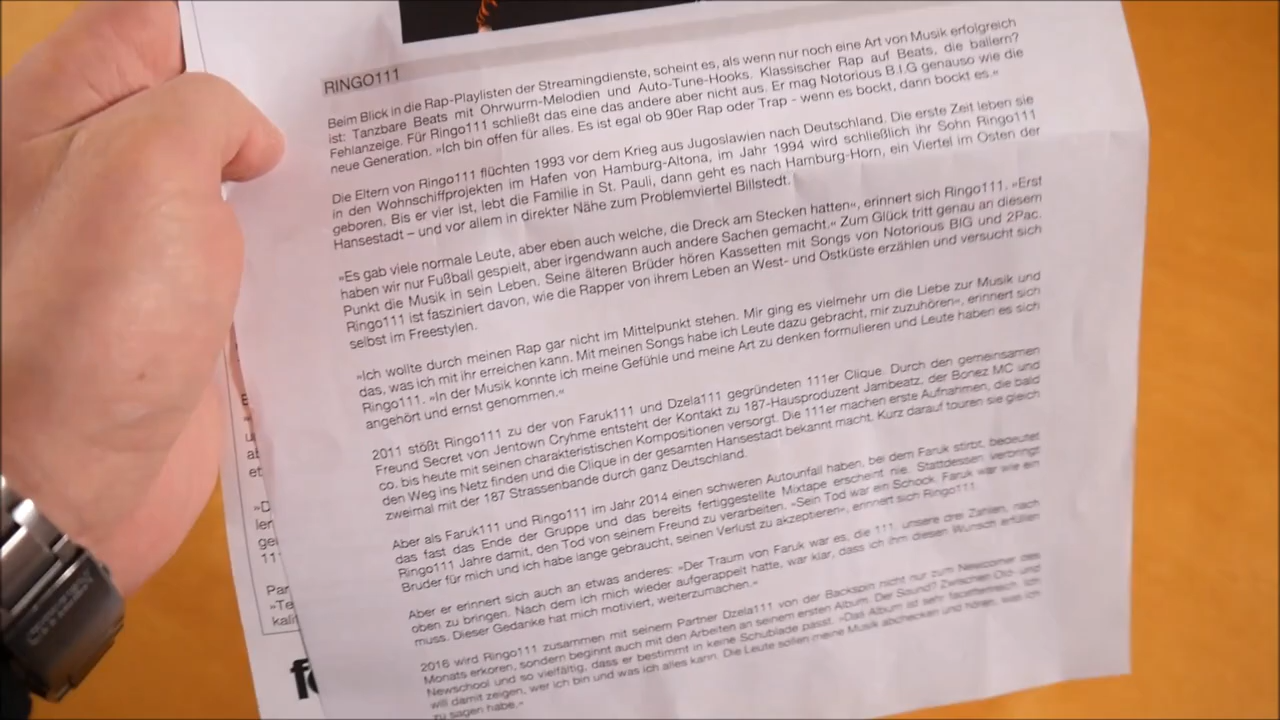 RINGO111
Beim Blick in die Rap-Playlisten der Streamingdienste, scheint es, als wenn nur noch eine Art von Musik erfolgreich
ist: Tanzbare Beats mit Ohrwurm-Melodien und Auto-Tune-Hooks. Klassischer Rap auf Beats, die ballern?
Fehlanzeige. Für Ringo111 schließt das eine das andere aber nicht aus. Er mag Notorious B.I.G genauso wie die
neue Generation. »Ich bin offen für alles. Es ist egal ob 90er Rap oder Trap - wenn es bockt, dann bockt es.«
Die Eltern von Ringo111 flüchten 1993 vor dem Krieg aus Jugoslawien nach Deutschland. Die erste Zeit leben sie
in den Wohnschiffprojekten im Hafen von Hamburg-Altona, im Jahr 1994 wird schließlich ihr Sohn Ringo111
geboren. Bis er vier ist, lebt die Familie in St. Pauli, dann geht es nach Hamburg-Horn, ein Viertel im Osten der
Hansestadt – und vor allem in direkter Nähe zum Problemviertel Billstedt.
»Es gab viele normale Leute, aber eben auch welche, die Dreck am Stecken hatten«, erinnert sich Ringo111. »Erst
haben wir nur Fußball gespielt, aber irgendwann auch andere Sachen gemacht.« Zum Glück tritt genau an diesem
Punkt die Musik in sein Leben. Seine älteren Brüder hören Kassetten mit Songs von Notorious BIG und 2Pac.
Ringo111 ist fasziniert davon, wie die Rapper von ihrem Leben an West- und Ostküste erzählen und versucht sich
selbst im Freestylen.
»Ich wollte durch meinen Rap gar nicht im Mittelpunkt stehen. Mir ging es vielmehr um die Liebe zur Musik und
das, was ich mit ihr erreichen kann. Mit meinen Songs habe ich Leute dazu gebracht, mir zuzuhören«, erinnert sich
Ringo111. »In der Musik konnte ich meine Gefühle und meine Art zu denken formulieren und Leute haben es sich
angehört und ernst genommen.«
2011 stößt Ringo111 zu der von Faruk111 und Dzela111 gegründeten 111er Clique. Durch den gemeinsamen
Freund Secret von Jentown Cryhme entsteht der Kontakt zu 187-Hausproduzent Jambeatz, der Bonez MC und
co. bis heute mit seinen charakteristischen Kompositionen versorgt. Die 111er machen erste Aufnahmen, die bald
den Weg ins Netz finden und die Clique in der gesamten Hansestadt bekannt macht. Kurz darauf touren sie gleich
zweimal mit der 187 Strassenbande durch ganz Deutschland.
Aber als Faruk111 und Ringo111 im Jahr 2014 einen schweren Autounfall haben, bei dem Faruk stirbt, bedeutet
das fast das Ende der Gruppe und das bereits fertiggestellte Mixtape erscheint nie. Stattdessen verbringt
Ringo111 Jahre damit, den Tod von seinem Freund zu verarbeiten. »Sein Tod war ein Schock. Faruk war wie ein
Bruder für mich und ich habe lange gebraucht, seinen Verlust zu akzeptieren«, erinnert sich Ringo111.
Aber er erinnert sich auch an etwas anderes: »Der Traum von Faruk war es, die 111, unsere drei Zahlen, nach
oben zu bringen. Nach dem ich mich wieder aufgerappelt hatte, war klar, dass ich ihm diesen Wunsch erfüllen
muss. Dieser Gedanke hat mich motiviert, weiterzumachen.«
2016 wird Ringo111 zusammen mit seinem Partner Dzela111 von der Backspin nicht nur zum Newcomer des
Monats erkoren, sondern beginnt auch mit den Arbeiten an seinem ersten Album. Der Sound? Zwischen Old- und
Newschool und so vielfältig, dass er bestimmt in keine Schublade passt. »Das Album ist sehr facettenreich. Ich
will damit zeigen, wer ich bin und was ich alles kann. Die Leute sollen meine Musik abchecken und hören, was ich
zu sagen habe.«